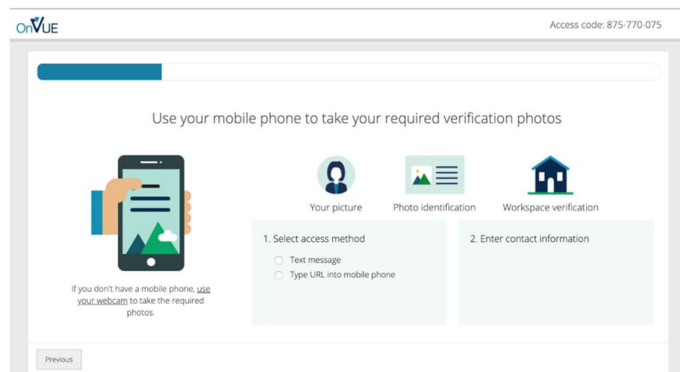 OnVUE
Access code: 875-770-075
Use your mobile phone to take your required verification photos
Your picture
Photo identification
Workspace verification
1. Select access method
Text message
Type URL into mobile phone
2. Enter contact information
If you don't have a mobile phone, use
your webcam to take the required
photos.
Previous